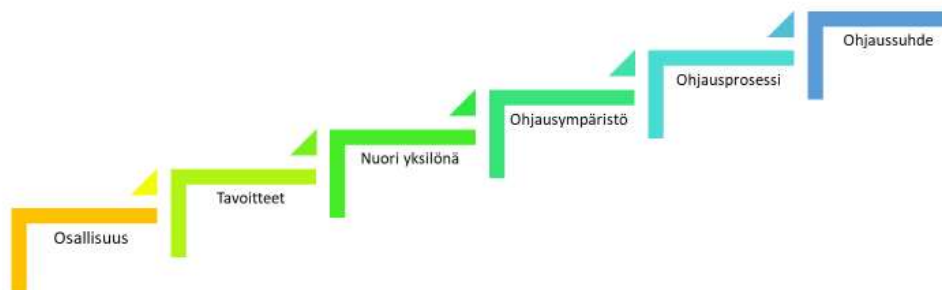 Ohjaussuhde
Ohjausprosessi
Ohjausympäristö
Nuori yksilönä
Tavoitteet
Osallisuus